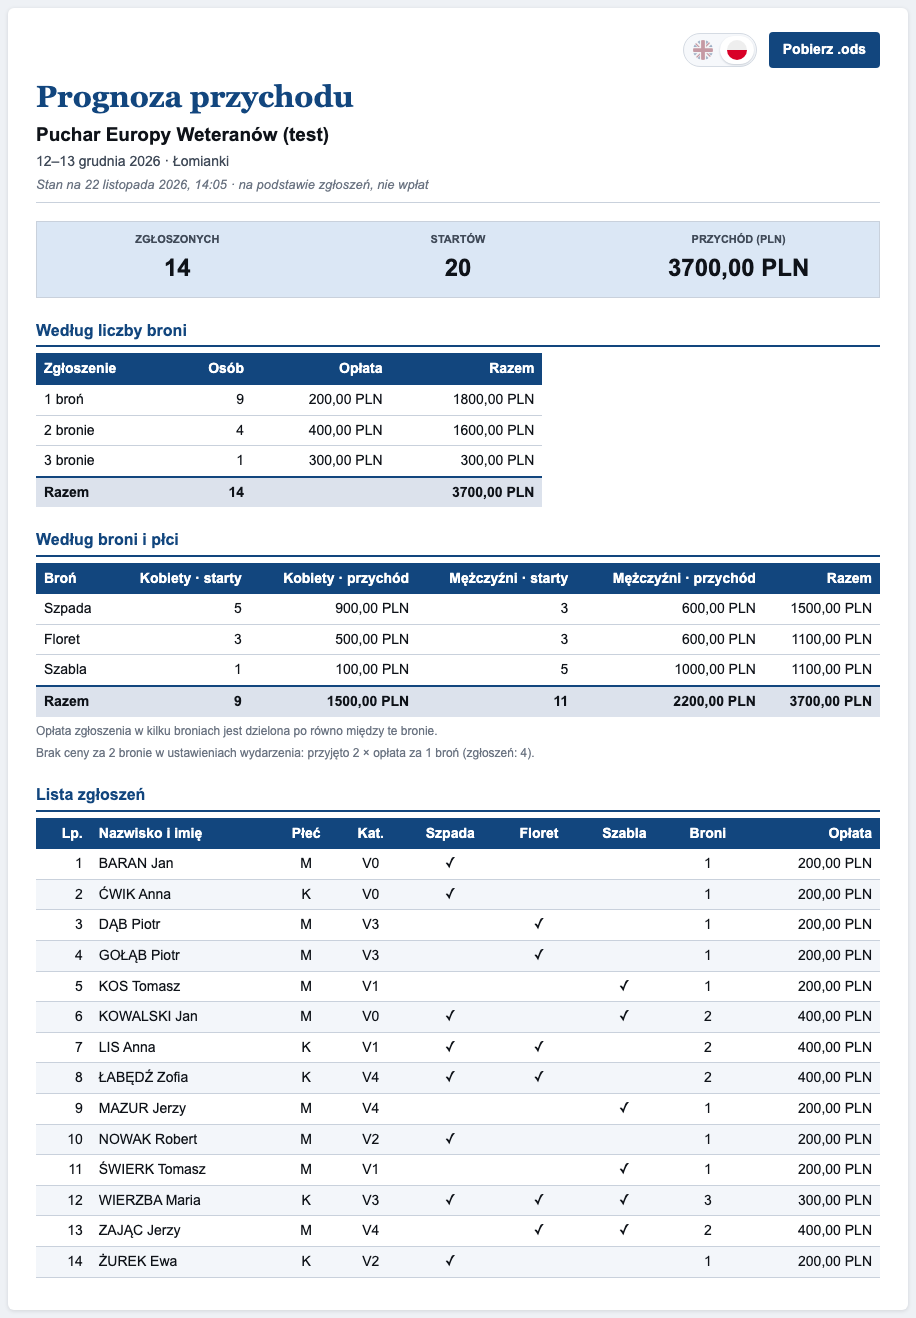 Pobierz .ods
Prognoza przychodu
Puchar Europy Weteranów (test)
12–13 grudnia 2026 · Łomianki
Stan na 22 listopada 2026, 14:05 · na podstawie zgłoszeń, nie wpłat
ZGŁOSZONYCH STARTÓW PRZYCHÓD (PLN)
14 20 3700,00 PLN
Według liczby broni
Zgłoszenie Osób Opłata Razem
1 broń 9 200,00 PLN 1800,00 PLN
2 bronie 4 400,00 PLN 1600,00 PLN
3 bronie 1 300,00 PLN 300,00 PLN
Razem 14 3700,00 PLN
Według broni i płci
Broń Kobiety · starty Kobiety · przychód Mężczyźni · starty Mężczyźni · przychód Razem
Szpada 5 900,00 PLN 3 600,00 PLN 1500,00 PLN
Floret 3 500,00 PLN 3 600,00 PLN 1100,00 PLN
Szabla 1 100,00 PLN 5 1000,00 PLN 1100,00 PLN
Razem 9 1500,00 PLN 11 2200,00 PLN 3700,00 PLN
Opłata zgłoszenia w kilku broniach jest dzielona po równo między te bronie.
Brak ceny za 2 bronie w ustawieniach wydarzenia: przyjęto 2 × opłata za 1 broń (zgłoszeń: 4).
Lista zgłoszeń
Lp. Nazwisko i imię Płeć Kat. Szpada Floret Szabla Broni Opłata
1 BARAN Jan M V0 ✓ 1 200,00 PLN
2 ĆWIK Anna K V0 ✓ 1 200,00 PLN
3 DĄB Piotr M V3 ✓ 1 200,00 PLN
4 GOŁĄB Piotr M V3 ✓ 1 200,00 PLN
5 KOS Tomasz M V1 ✓ 1 200,00 PLN
6 KOWALSKI Jan M V0 ✓ ✓ 2 400,00 PLN
7 LIS Anna K V1 ✓ ✓ 2 400,00 PLN
8 ŁABĘDŹ Zofia K V4 ✓ ✓ 2 400,00 PLN
9 MAZUR Jerzy M V4 ✓ 1 200,00 PLN
10 NOWAK Robert M V2 ✓ 1 200,00 PLN
11 ŚWIERK Tomasz M V1 ✓ 1 200,00 PLN
12 WIERZBA Maria K V3 ✓ ✓ ✓ 3 300,00 PLN
13 ZAJĄC Jerzy M V4 ✓ ✓ 2 400,00 PLN
14 ŻUREK Ewa K V2 ✓ 1 200,00 PLN